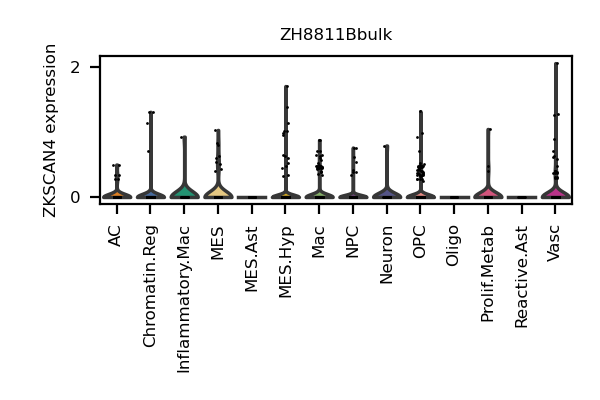 ZH8811Bbulk
ZKSCAN4 expression
2
0
AC
Chromatin.Reg
Inflammatory.Mac
MES
MES.Ast
MES.Hyp
Mac
NPC
Neuron
OPC
Oligo
Prolif.Metab
Reactive.Ast
Vasc